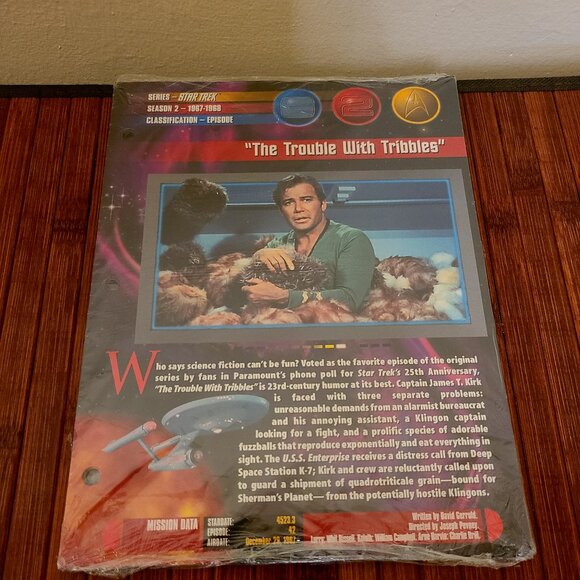 SERIES – STAR TREK
SEASON 2 – 1967-1968
CLASSIFICATION – EPISODE
"The Trouble With Tribbles"
Who says science fiction can't be fun? Voted as the favorite episode of the original
series by fans in Paramount's phone poll for Star Trek's 25th Anniversary,
"The Trouble With Tribbles" is 23rd-century humor at its best. Captain James T. Kirk
is faced with three separate problems:
unreasonable demands from an alarmist bureaucrat
and his annoying assistant, a Klingon captain
looking for a fight, and a prolific species of adorable
fuzzballs that reproduce exponentially and eat everything in
sight. The U.S.S. Enterprise receives a distress call from Deep
Space Station K-7; Kirk and crew are reluctantly called upon
to guard a shipment of quadrotriticale grain—bound for
Sherman's Planet—from the potentially hostile Klingons.
MISSION DATA
STARDATE: 4523.3
EPISODE: 42
AIRDATE: December 29, 1967
Written by David Gerrold.
Directed by Joseph Pevney.
Whit Bissell, William Campbell,